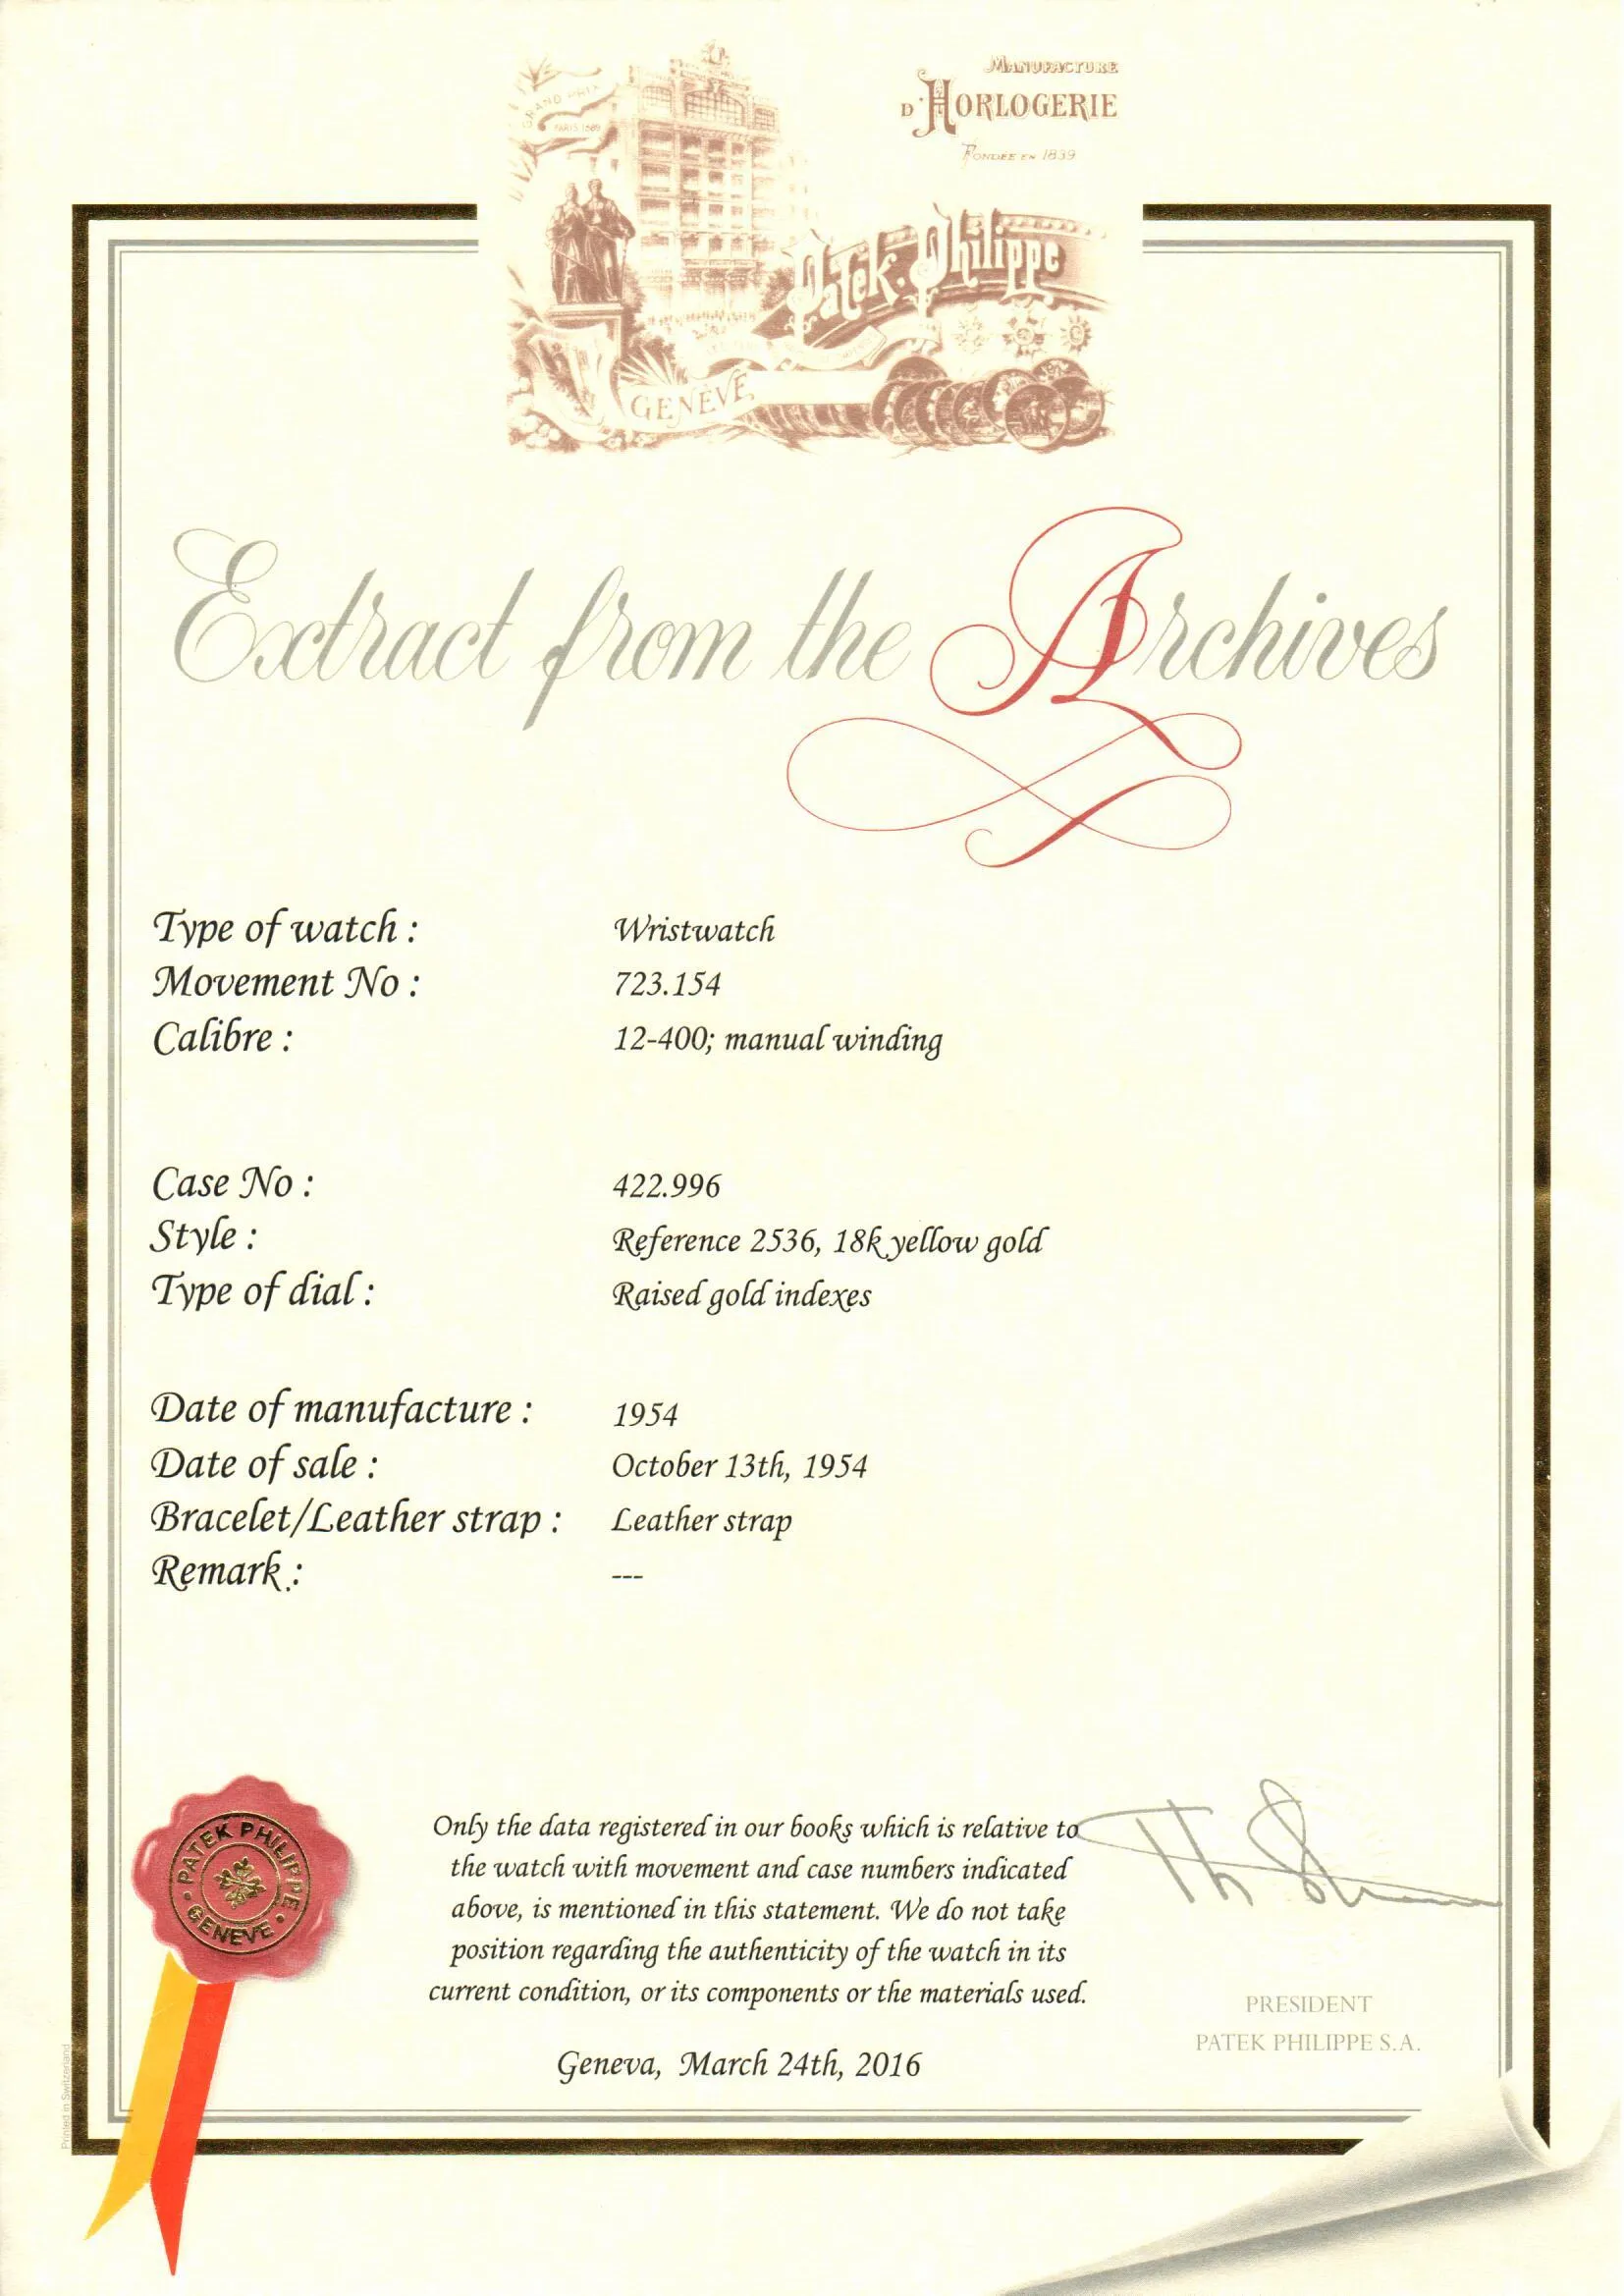 MANUFACTURE
D'HORLOGERIE
FONDÉE EN 1839
GRAND PRIX
PARIS 1889
Patek. Philippe
GENÈVE
Extract from the Archives
Type of watch : Wristwatch
Movement No : 723.154
Calibre : 12-400; manual winding
Case No : 422.996
Style : Reference 2536, 18k yellow gold
Type of dial : Raised gold indexes
Date of manufacture : 1954
Date of sale : October 13th, 1954
Bracelet/Leather strap : Leather strap
Remark : ---
PATEK PHILIPPE
GENEVE
Only the data registered in our books which is relative to
the watch with movement and case numbers indicated
above, is mentioned in this statement. We do not take
position regarding the authenticity of the watch in its
current condition, or its components or the materials used.
Geneva, March 24th, 2016
PRESIDENT
PATEK PHILIPPE S.A.
Printed in Switzerland